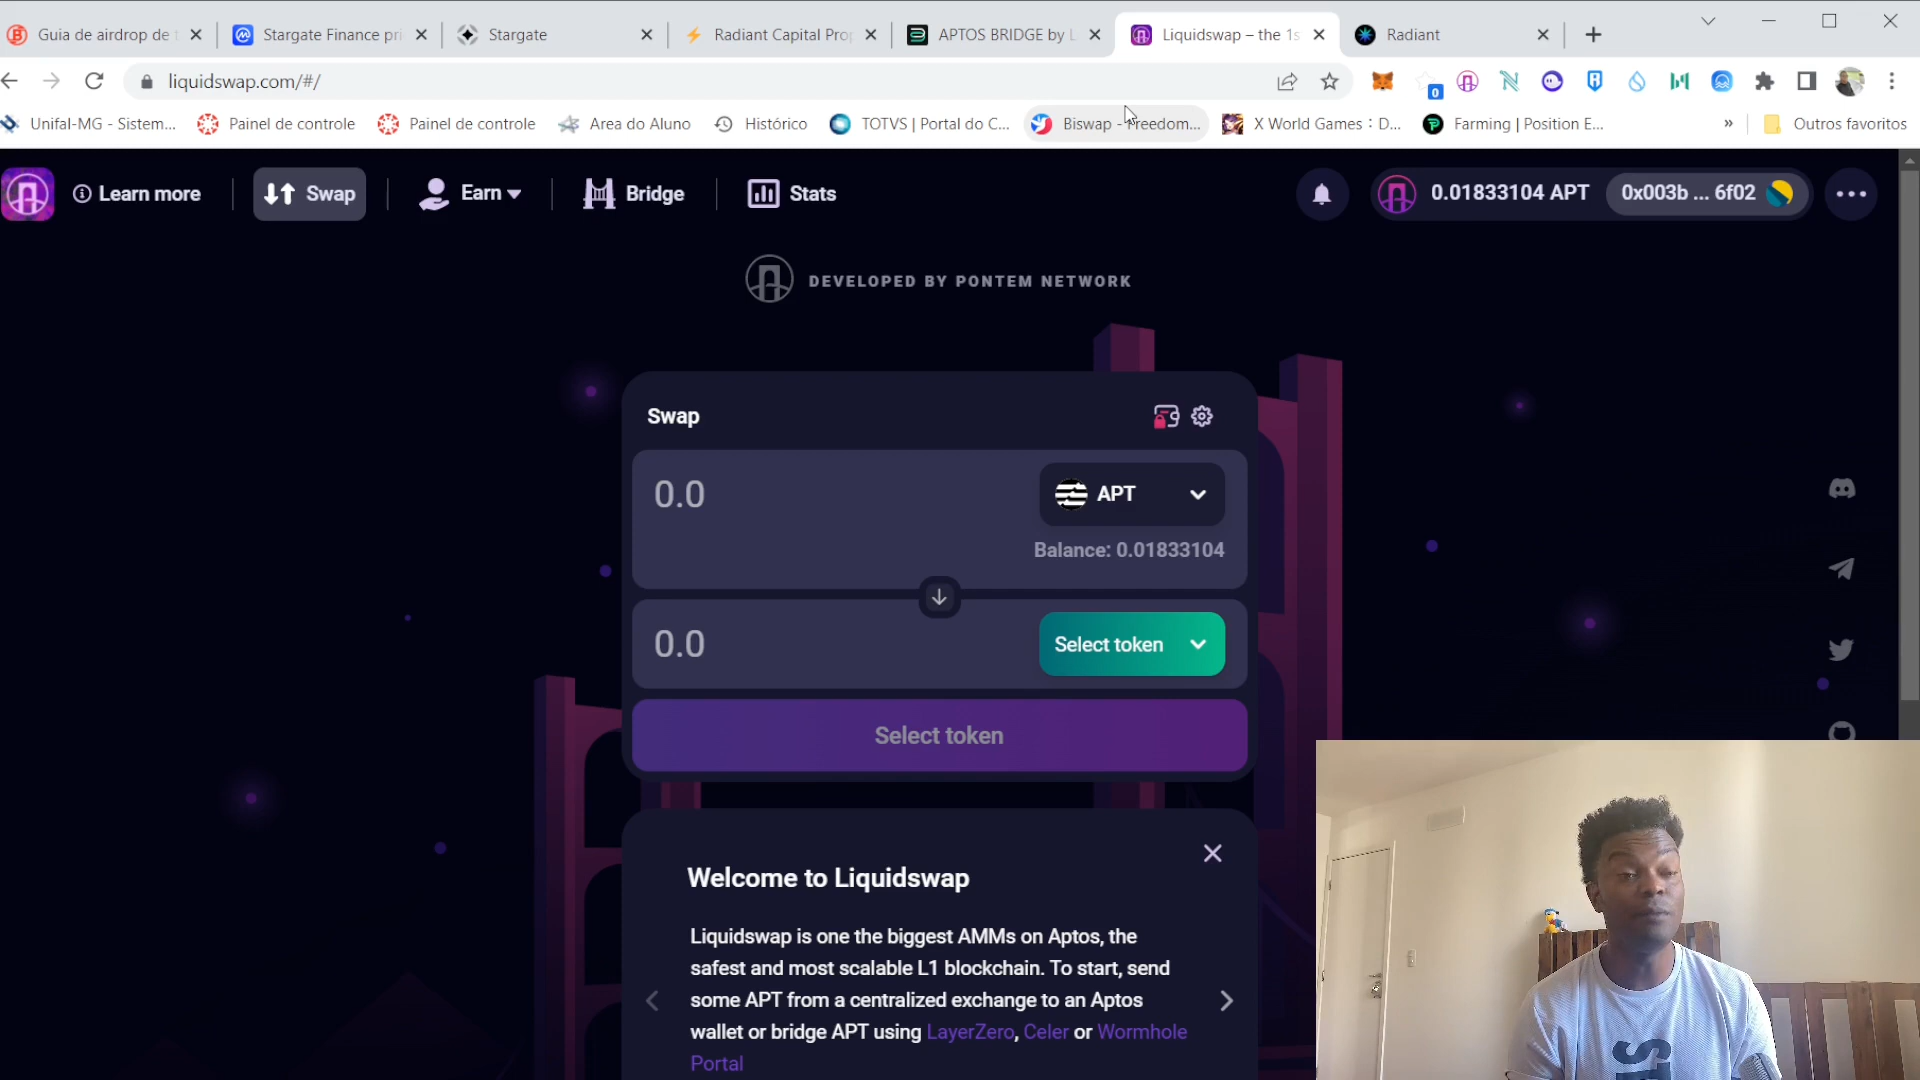 Guia de airdrop de
Stargate Finance pri
Stargate
Radiant Capital Pro
APTOS BRIDGE by L
Liquidswap – the 1s
Radiant
liquidswap.com/#/
0
Unifal-MG - Sistem...
Painel de controle
Painel de controle
Area do Aluno
Histórico
TOTVS | Portal do C...
Biswap - Freedom...
X World Games : D...
Farming | Position E...
»
Outros favoritos
Learn more
Swap
Earn
Bridge
Stats
0.01833104 APT
0x003b ... 6f02
DEVELOPED BY PONTEM NETWORK
Swap
0.0
APT
Balance: 0.01833104
0.0
Select token
Select token
Welcome to Liquidswap
Liquidswap is one the biggest AMMs on Aptos, the
safest and most scalable L1 blockchain. To start, send
some APT from a centralized exchange to an Aptos
wallet or bridge APT using LayerZero, Celer or Wormhole
Portal